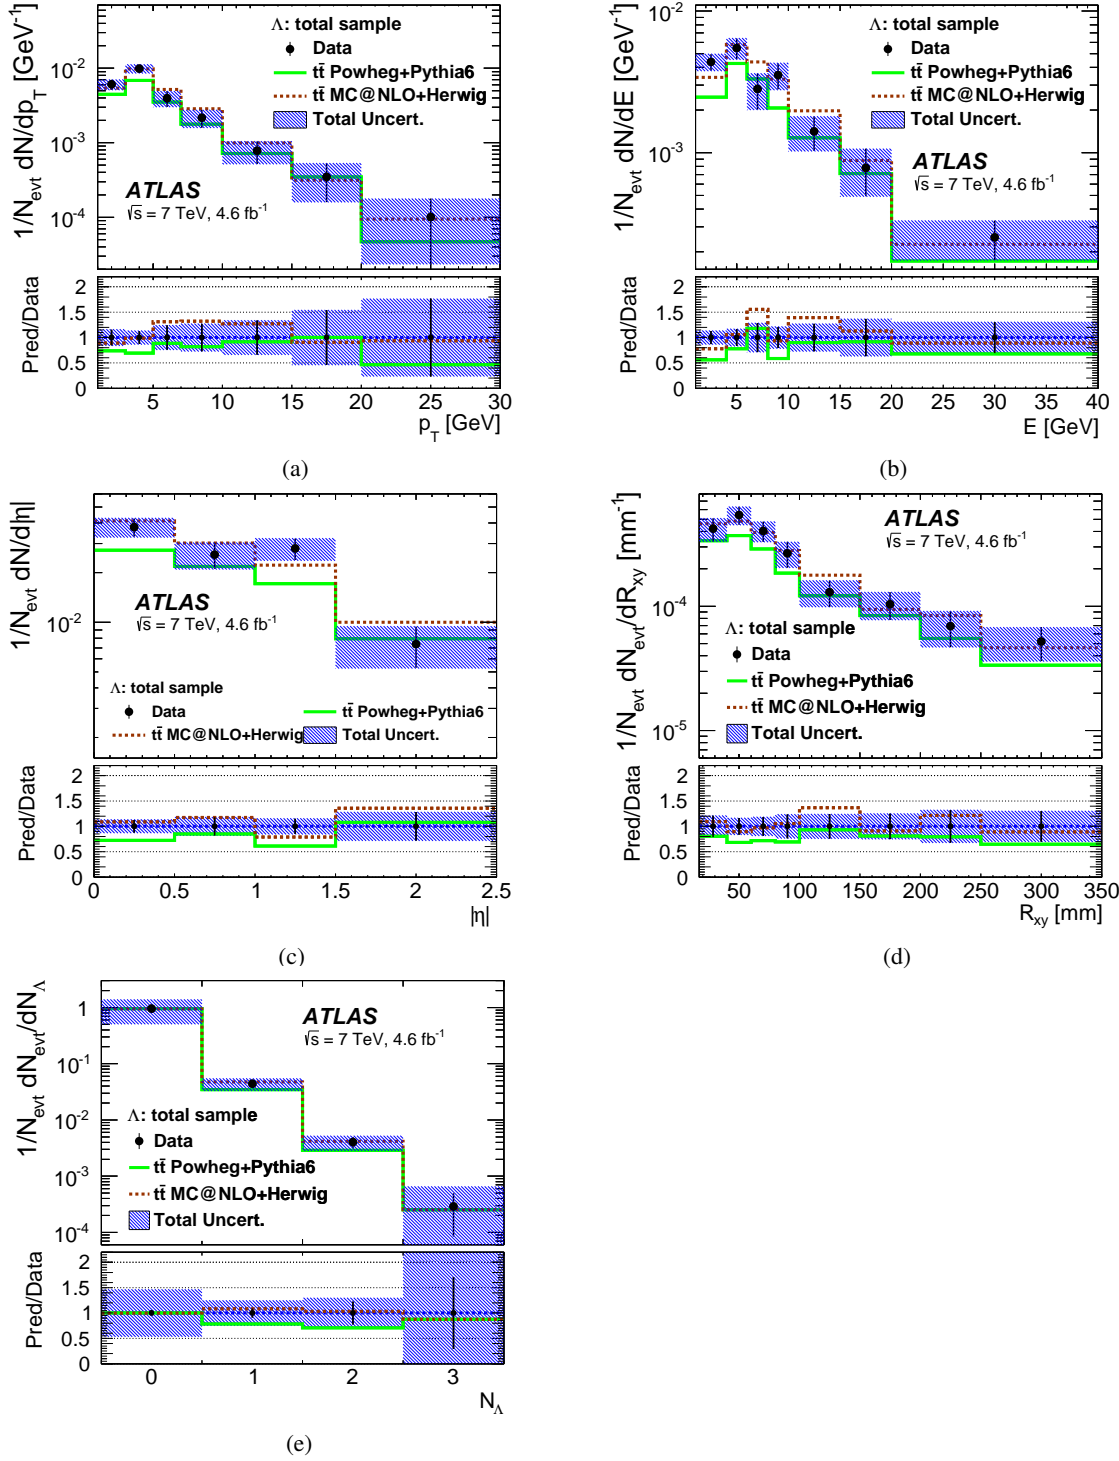 1/N_evt dN/dp_T [GeV^-1]
10^-2
10^-3
10^-4
Λ: total sample
Data
tt̄ Powheg+Pythia6
tt̄ MC@NLO+Herwig
Total Uncert.
ATLAS
√s = 7 TeV, 4.6 fb^-1
Pred/Data
2
1.5
1
0.5
0
5 10 15 20 25 30
p_T [GeV]
(a)
1/N_evt dN/dE [GeV^-1]
10^-2
10^-3
Λ: total sample
Data
tt̄ Powheg+Pythia6
tt̄ MC@NLO+Herwig
Total Uncert.
ATLAS
√s = 7 TeV, 4.6 fb^-1
Pred/Data
2
1.5
1
0.5
0
5 10 15 20 25 30 35 40
E [GeV]
(b)
1/N_evt dN/d|η|
10^-2
ATLAS
√s = 7 TeV, 4.6 fb^-1
Λ: total sample
Data
tt̄ Powheg+Pythia6
tt̄ MC@NLO+Herwig
Total Uncert.
Pred/Data
2
1.5
1
0.5
0
0 0.5 1 1.5 2 2.5
|η|
(c)
1/N_evt dN_evt/dR_xy [mm^-1]
10^-4
10^-5
ATLAS
√s = 7 TeV, 4.6 fb^-1
Λ: total sample
Data
tt̄ Powheg+Pythia6
tt̄ MC@NLO+Herwig
Total Uncert.
Pred/Data
2
1.5
1
0.5
0
50 100 150 200 250 300 350
R_xy [mm]
(d)
1/N_evt dN_evt/dN_Λ
1
10^-1
10^-2
10^-3
10^-4
ATLAS
√s = 7 TeV, 4.6 fb^-1
Λ: total sample
Data
tt̄ Powheg+Pythia6
tt̄ MC@NLO+Herwig
Total Uncert.
Pred/Data
2
1.5
1
0.5
0
0 1 2 3
N_Λ
(e)